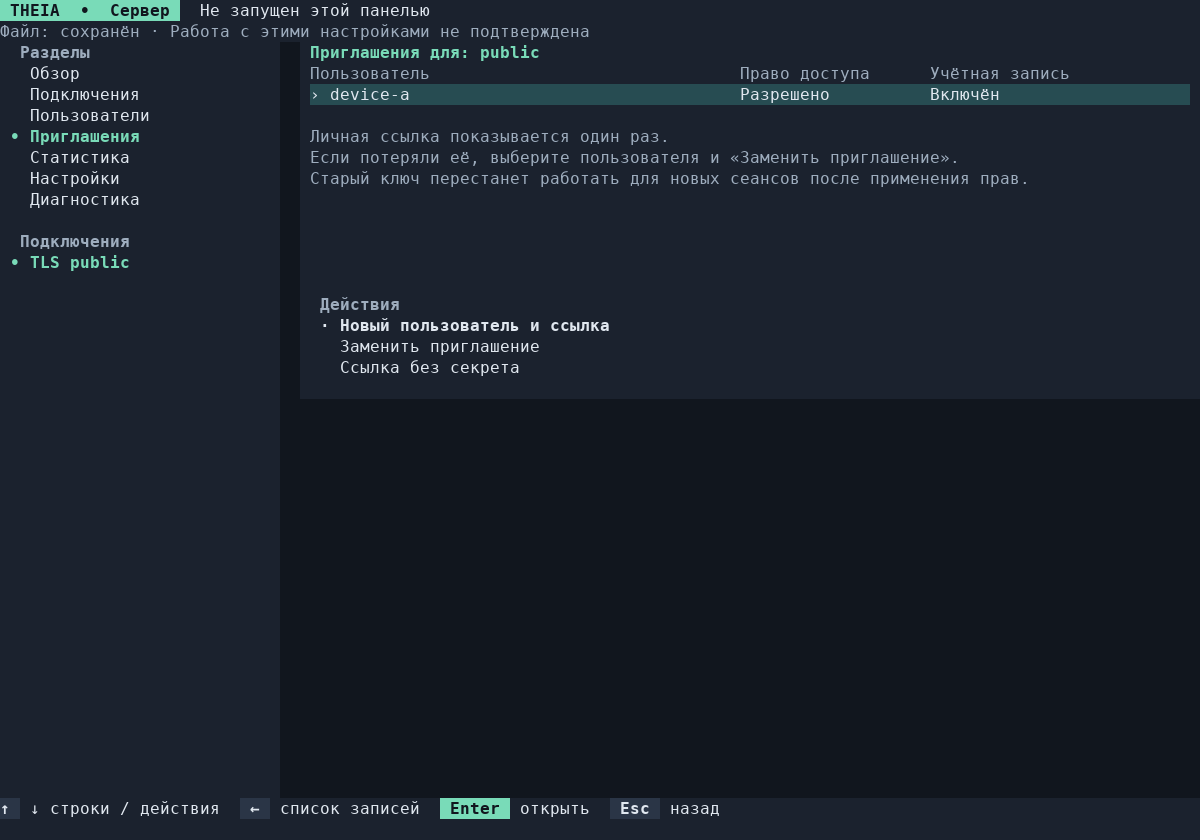 THEIA • Сервер Не запущен этой панелью
Файл: сохранён · Работа с этими настройками не подтверждена
Разделы
Обзор
Подключения
Пользователи
• Приглашения
Статистика
Настройки
Диагностика
Подключения
• TLS public
Приглашения для: public
Пользователь Право доступа Учётная запись
› device-a Разрешено Включён
Личная ссылка показывается один раз.
Если потеряли её, выберите пользователя и «Заменить приглашение».
Старый ключ перестанет работать для новых сеансов после применения прав.
Действия
· Новый пользователь и ссылка
Заменить приглашение
Ссылка без секрета
↑ ↓ строки / действия ← список записей Enter открыть Esc назад